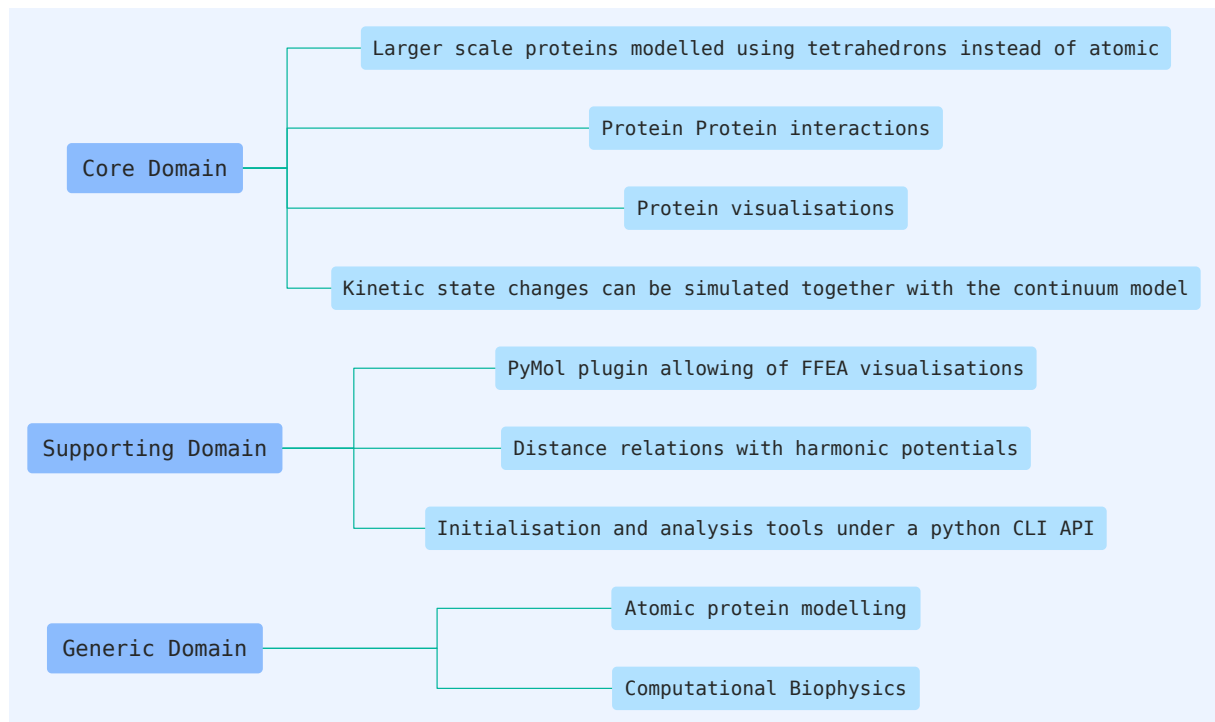 Core Domain
Larger scale proteins modelled using tetrahedrons instead of atomic
Protein Protein interactions
Protein visualisations
Kinetic state changes can be simulated together with the continuum model
Supporting Domain
PyMol plugin allowing of FFEA visualisations
Distance relations with harmonic potentials
Initialisation and analysis tools under a python CLI API
Generic Domain
Atomic protein modelling
Computational Biophysics